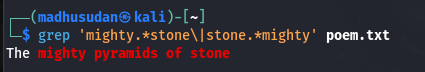 ┌──(madhusudan㉿kali)-[~]
└─$ grep 'mighty.*stone\|stone.*mighty' poem.txt
The mighty pyramids of stone